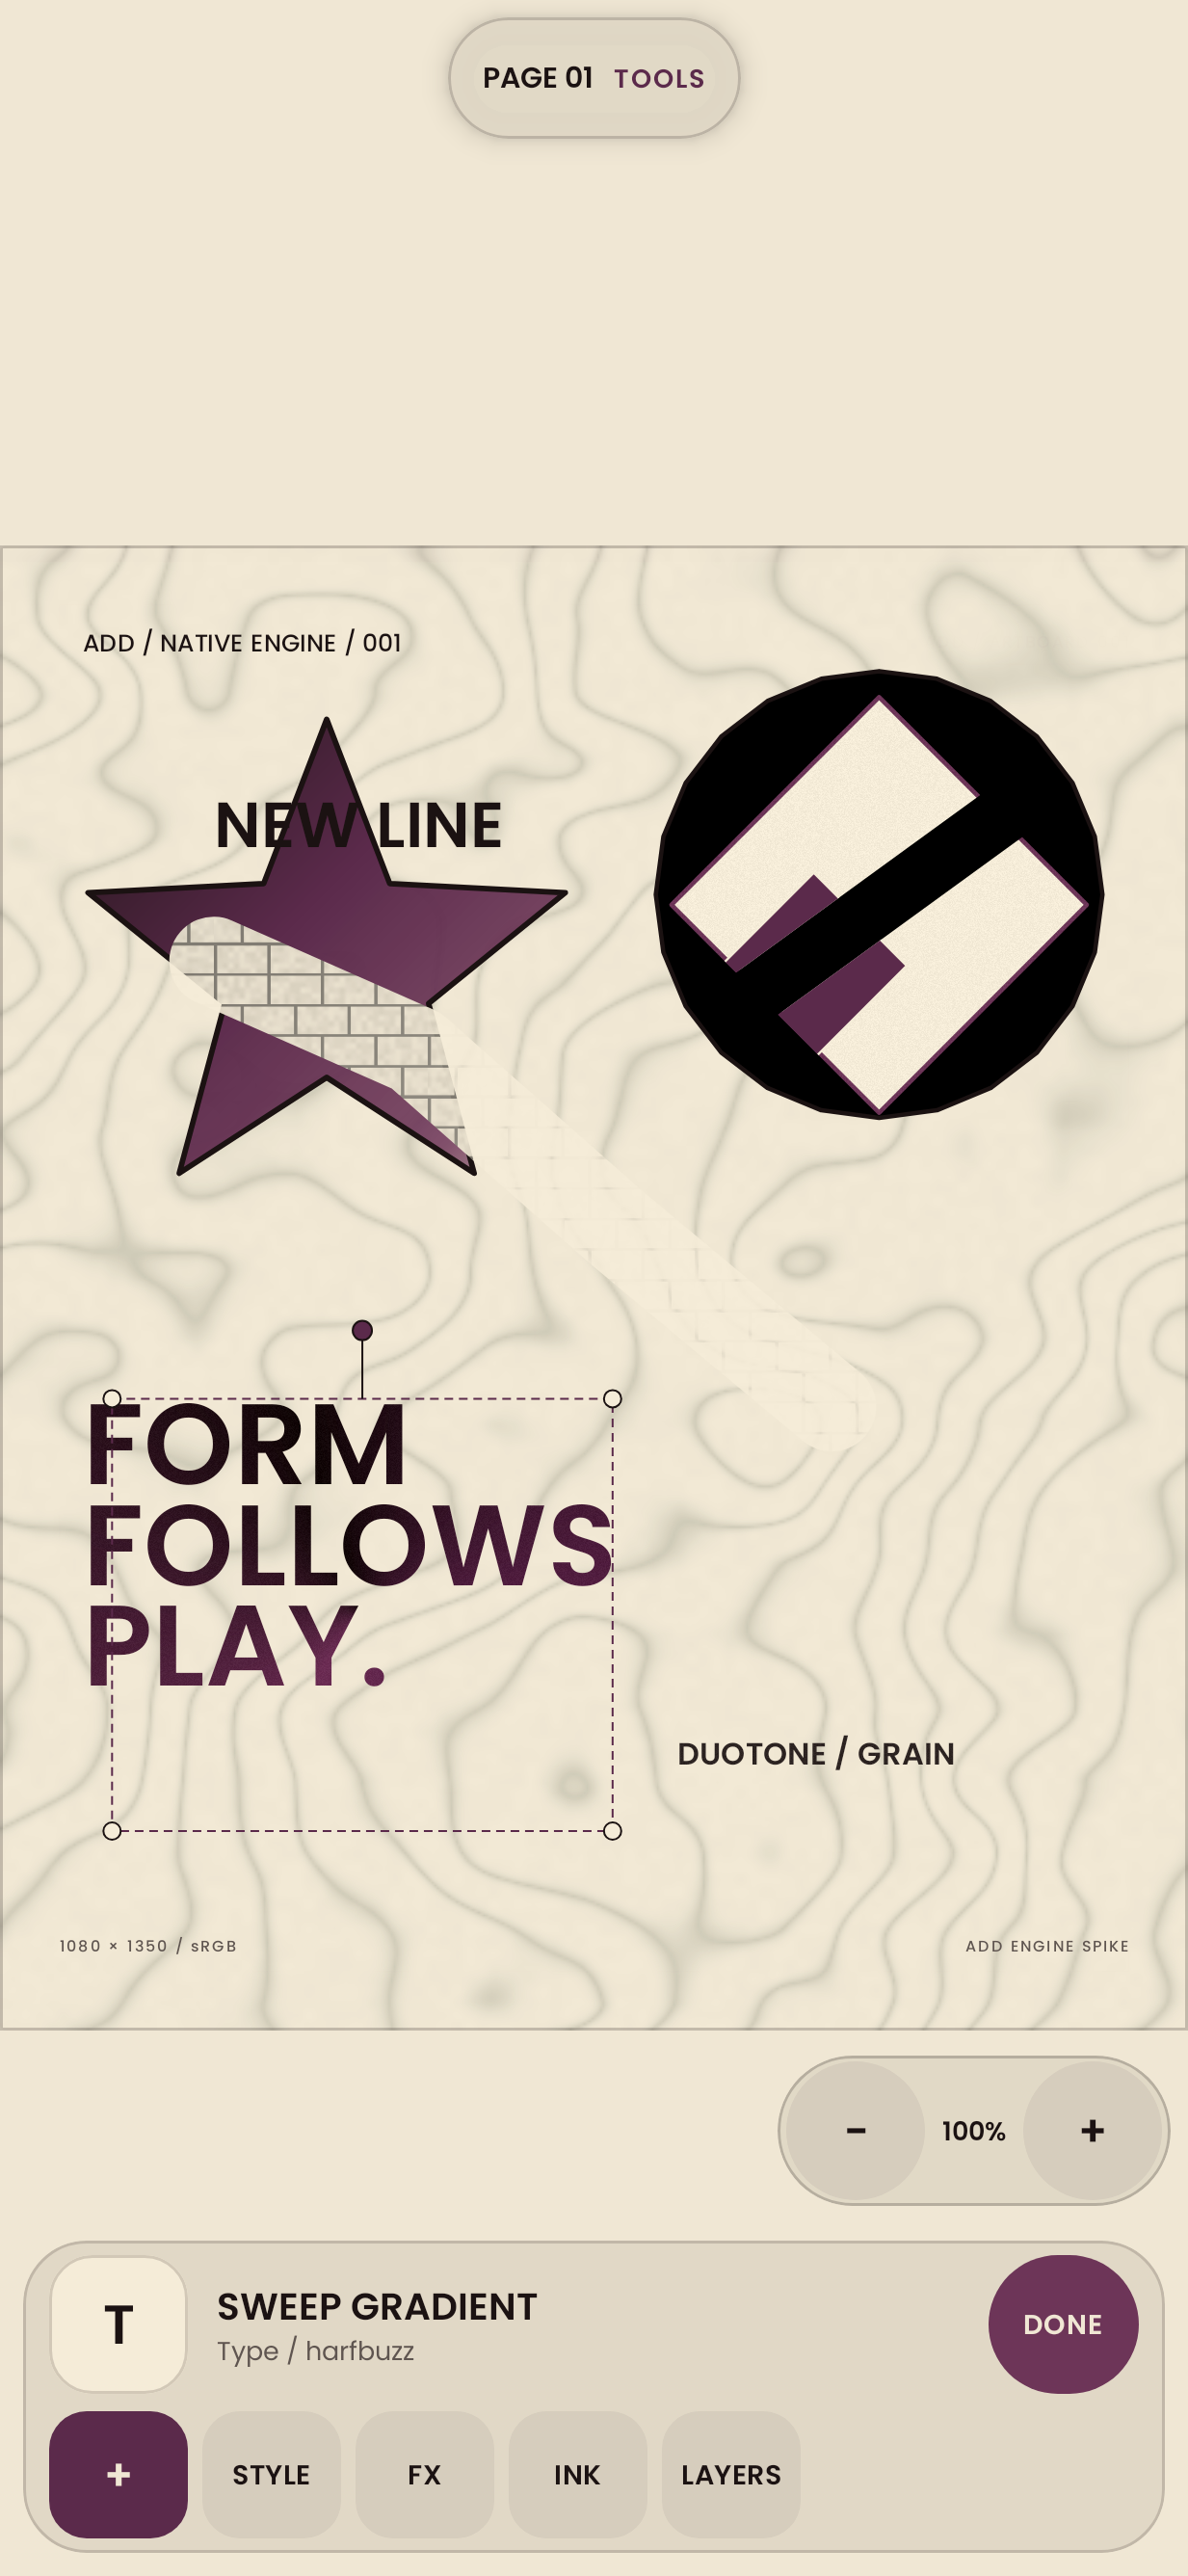 PAGE 01 TOOLS
ADD / NATIVE ENGINE / 001
NEW LINE
FORM
FOLLOWS
PLAY.
DUOTONE / GRAIN
1080 × 1350 / sRGB
ADD ENGINE SPIKE
− 100% +
T
SWEEP GRADIENT
Type / harfbuzz
DONE
+ STYLE FX INK LAYERS